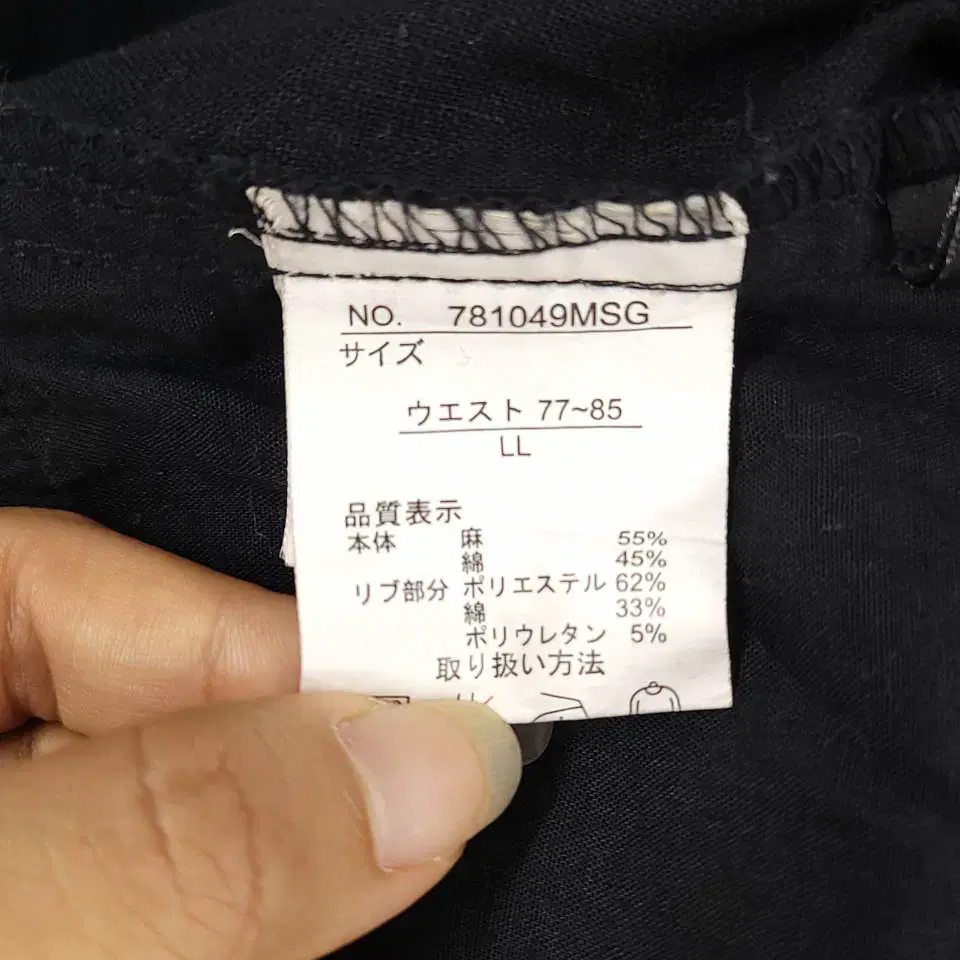 NO. 781049MSG
サイズ
ウエスト 77~85
LL
品質表示
本体 麻 55%
綿 45%
リブ部分 ポリエステル 62%
綿 33%
ポリウレタン 5%
取り扱い方法